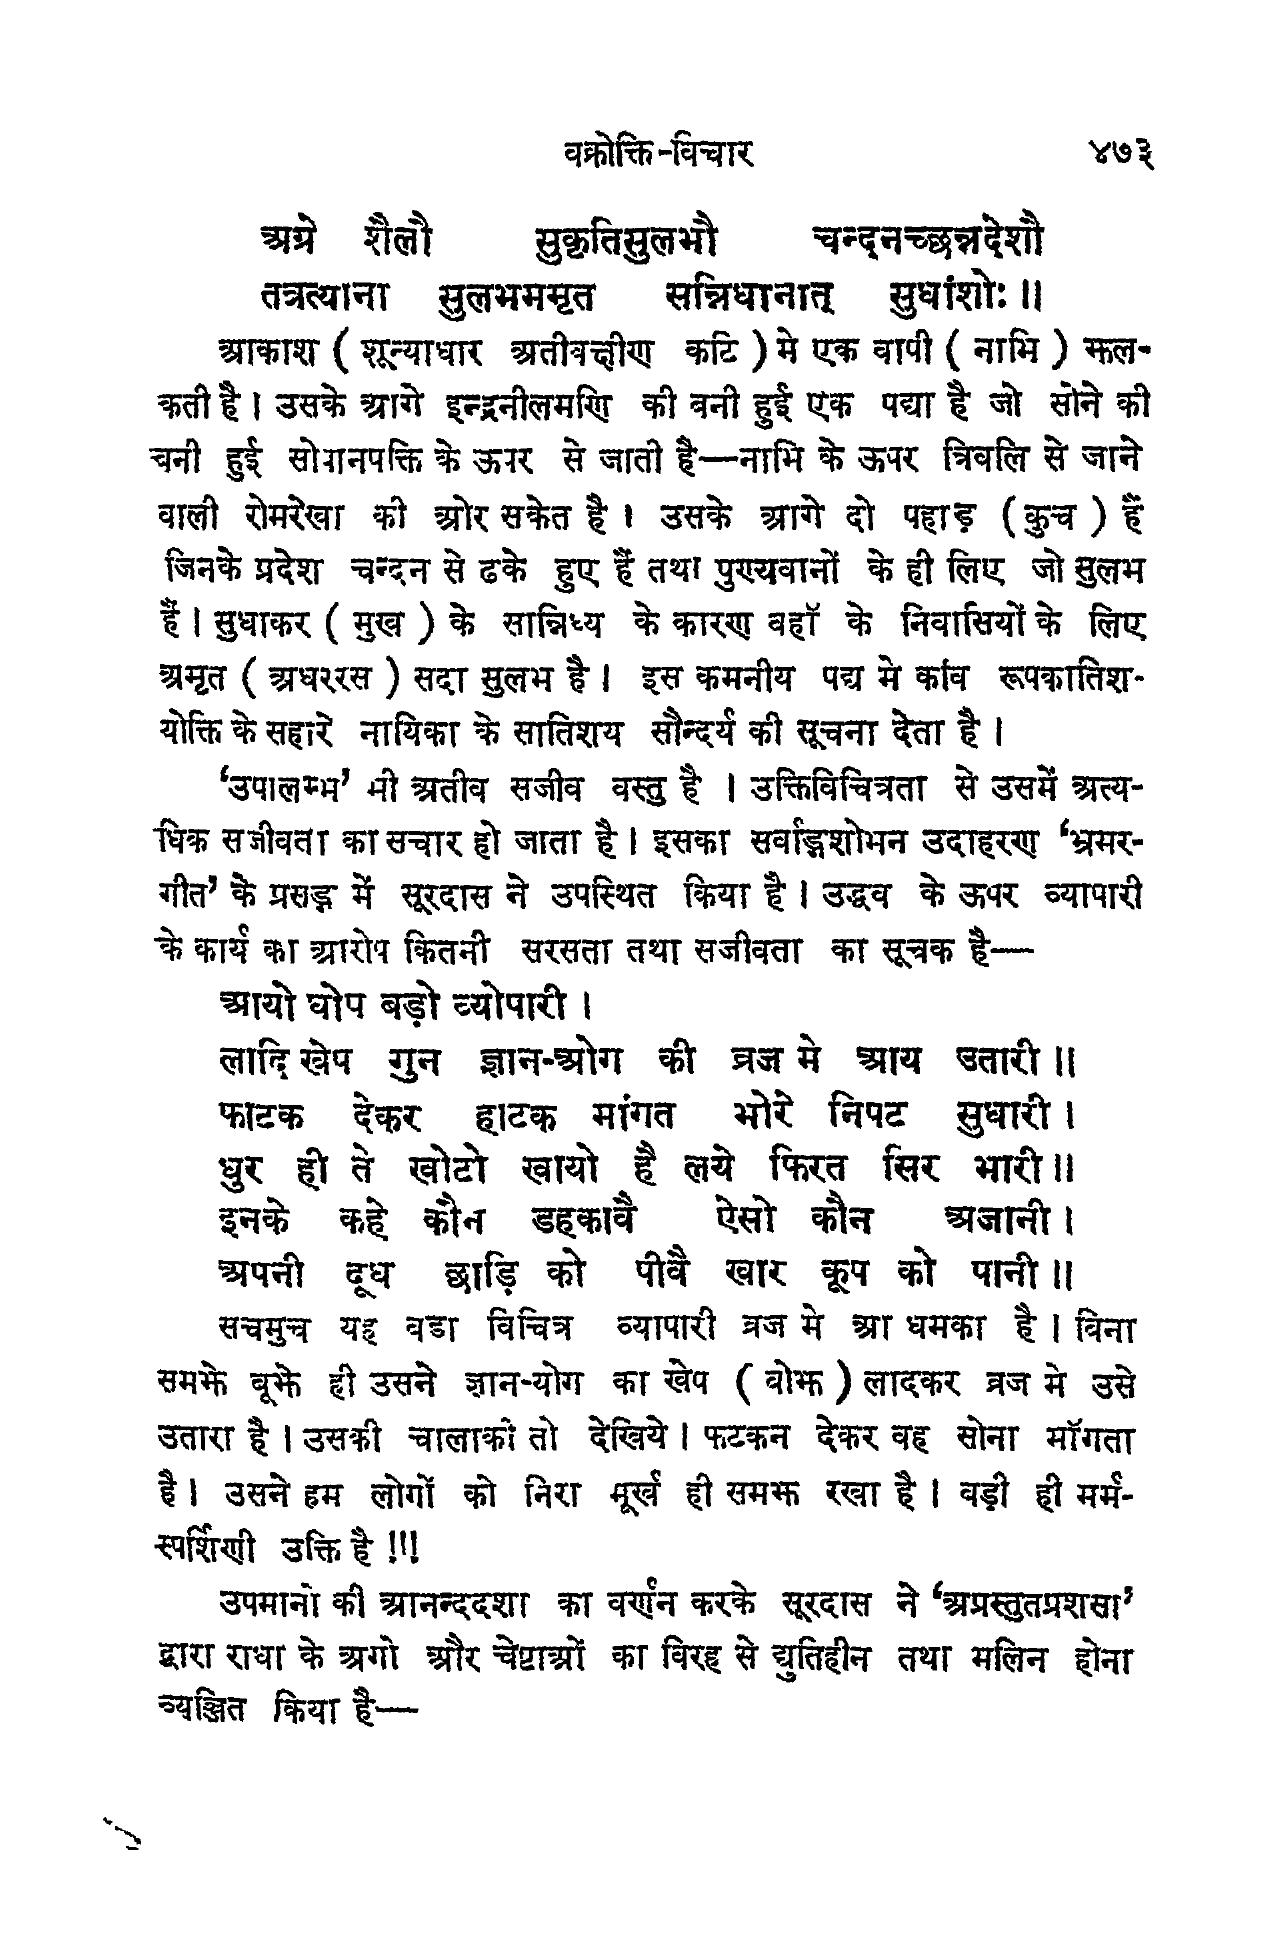 वक्रोक्ति-विचार ४७३
अग्रे शैलौ सुकृतिसुलभौ चन्दनच्छन्नदेशौ
तत्रत्याना सुलभममृत सन्निधानात् सुधांशोः ॥
आकाश ( शून्याधार अतीवक्षीण कटि ) मे एक वापी ( नाभि ) झल-
कती है । उसके आगे इन्द्रनीलमणि की बनी हुई एक पद्या है जो सोने की
बनी हुई सोपानपक्ति के ऊपर से जाती है—नाभि के ऊपर त्रिवलि से जाने
वाली रोमरेखा की ओर सकेत है । उसके आगे दो पहाड़ ( कुच ) हैं
जिनके प्रदेश चन्दन से ढके हुए हैं तथा पुण्यवानों के ही लिए जो सुलभ
हैं । सुधाकर ( मुख ) के सान्निध्य के कारण वहाँ के निवासियों के लिए
अमृत ( अधररस ) सदा सुलभ है । इस कमनीय पद्य मे कवि रूपकातिश-
योक्ति के सहारे नायिका के सातिशय सौन्दर्य की सूचना देता है ।
‘उपालम्भ’ भी अतीव सजीव वस्तु है । उक्तिविचित्रता से उसमें अत्य-
धिक सजीवता का सचार हो जाता है । इसका सर्वाङ्गशोभन उदाहरण ‘भ्रमर-
गीत’ के प्रसङ्ग में सूरदास ने उपस्थित किया है । उद्धव के ऊपर व्यापारी
के कार्य का आरोप कितनी सरसता तथा सजीवता का सूचक है—
आयो घोप बड़ो व्योपारी ।
लादि खेप गुन ज्ञान-ओग की व्रज मे आय उतारी ॥
फाटक देकर हाटक मांगत भोरे निपट सुधारी ।
धुर ही ते खोटो खायो है लये फिरत सिर भारी ॥
इनके कहे कौन डहकावै ऐसो कौन अजानी ।
अपनी दूध छाड़ि को पीवै खार कूप को पानी ॥
सचमुच यह बडा विचित्र व्यापारी व्रज मे आ धमका है । विना
समझे बूझे ही उसने ज्ञान-योग का खेप ( बोझ ) लादकर व्रज मे उसे
उतारा है । उसकी चालाकी तो देखिये । फटकन देकर वह सोना माँगता
है । उसने हम लोगों को निरा मूर्ख ही समझ रखा है । वड़ी ही मर्म-
स्पर्शिणी उक्ति है !!!
उपमानो की आनन्ददशा का वर्णन करके सूरदास ने ‘अप्रस्तुतप्रशसा’
द्वारा राधा के अगो और चेष्टाओं का विरह से द्युतिहीन तथा मलिन होना
व्यञ्जित किया है—